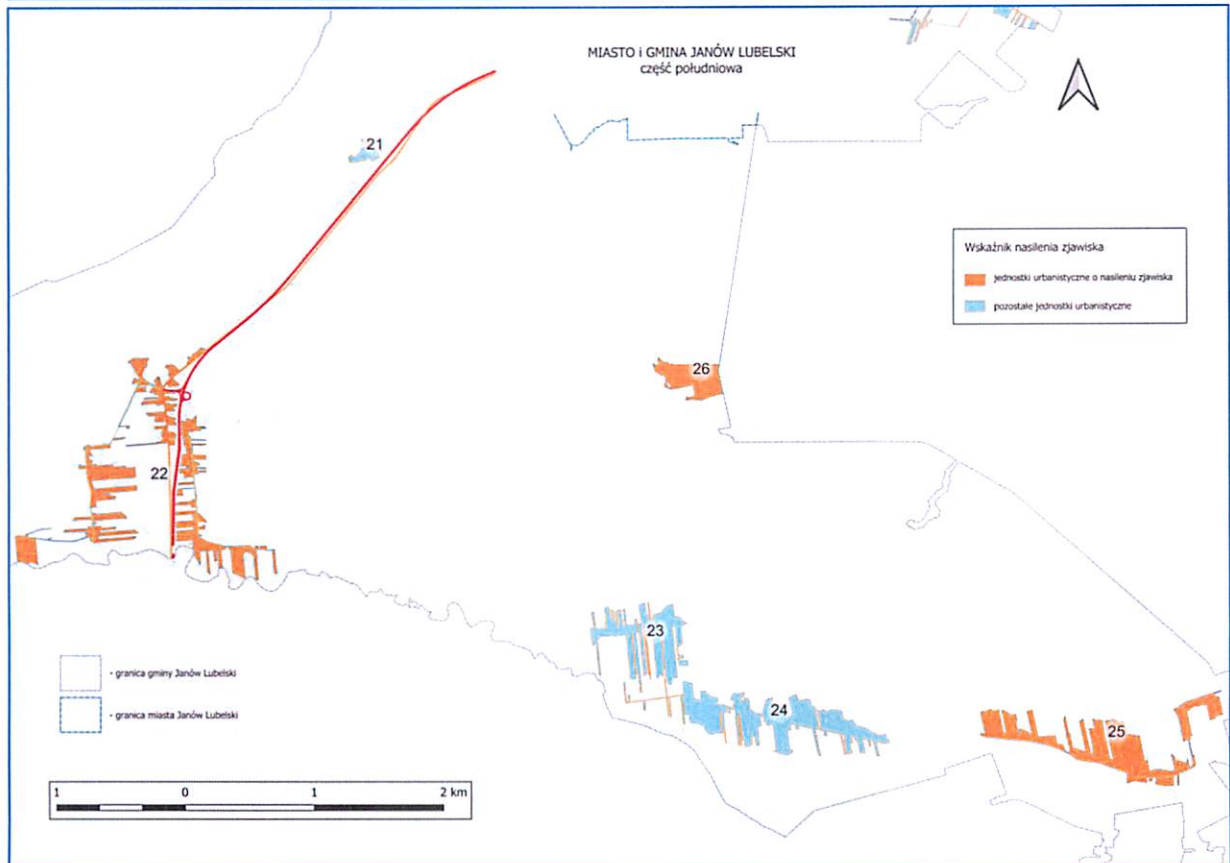 MIASTO i GMINA JANÓW LUBELSKI
część południowa
21
Wskaźnik nasilenia zjawiska
jednostki urbanistyczne o nasileniu zjawiska
pozostałe jednostki urbanistyczne
26
22
23
24
25
- granica gminy Janów Lubelski
- granica miasta Janów Lubelski
1 0 1 2 km